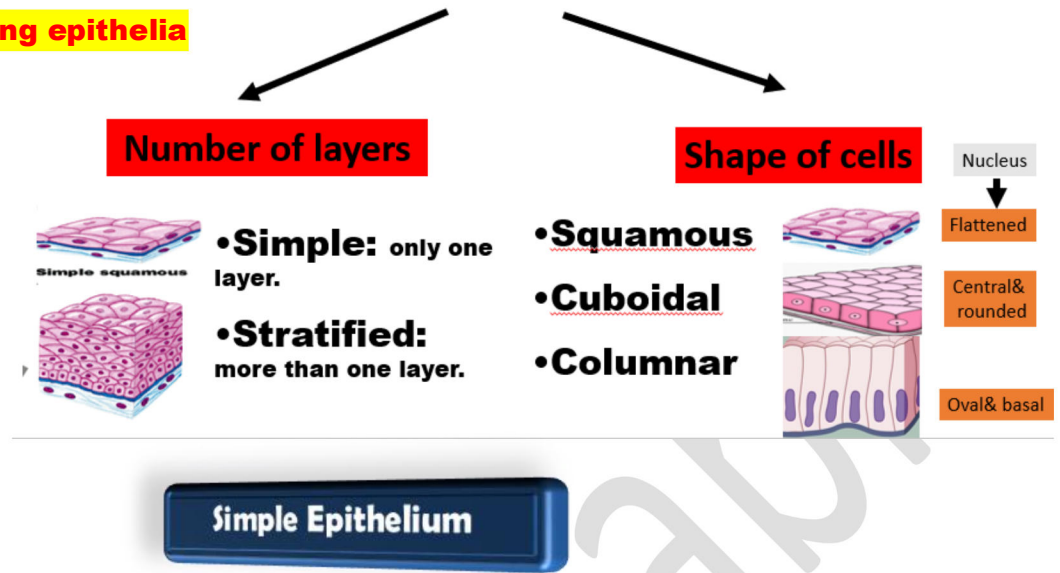 ng epithelia
Number of layers
Simple squamous
•Simple: only one
layer.
•Stratified:
more than one layer.
Shape of cells
•Squamous
•Cuboidal
•Columnar
Nucleus
Flattened
Central&
rounded
Oval& basal
Simple Epithelium